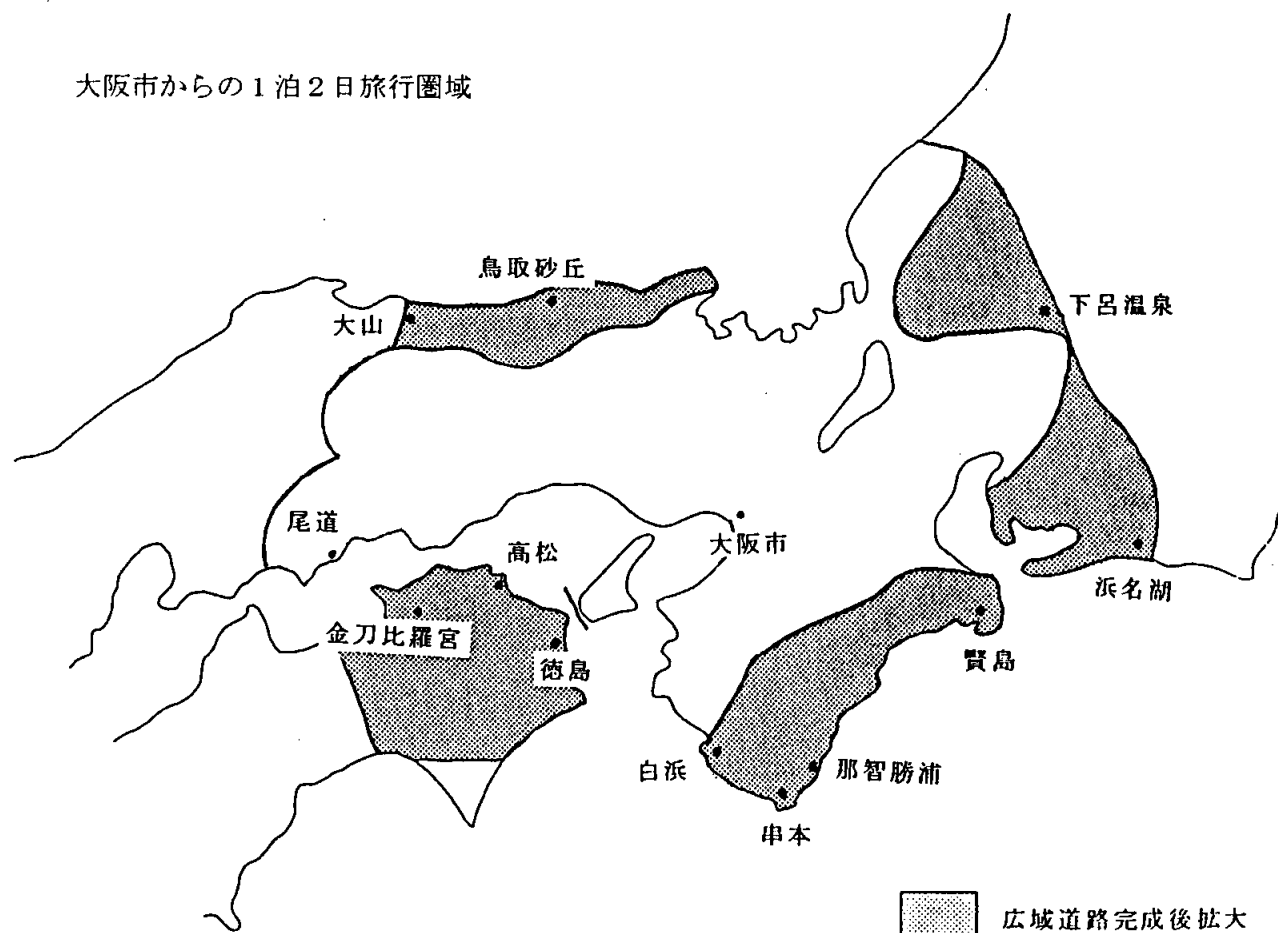 大阪市からの1泊2日旅行圏域
鳥取砂丘
大山
下呂温泉
尾道
高松
大阪市
浜名湖
金刀比羅宮
徳島
賢島
白浜
那智勝浦
串本
広域道路完成後拡大